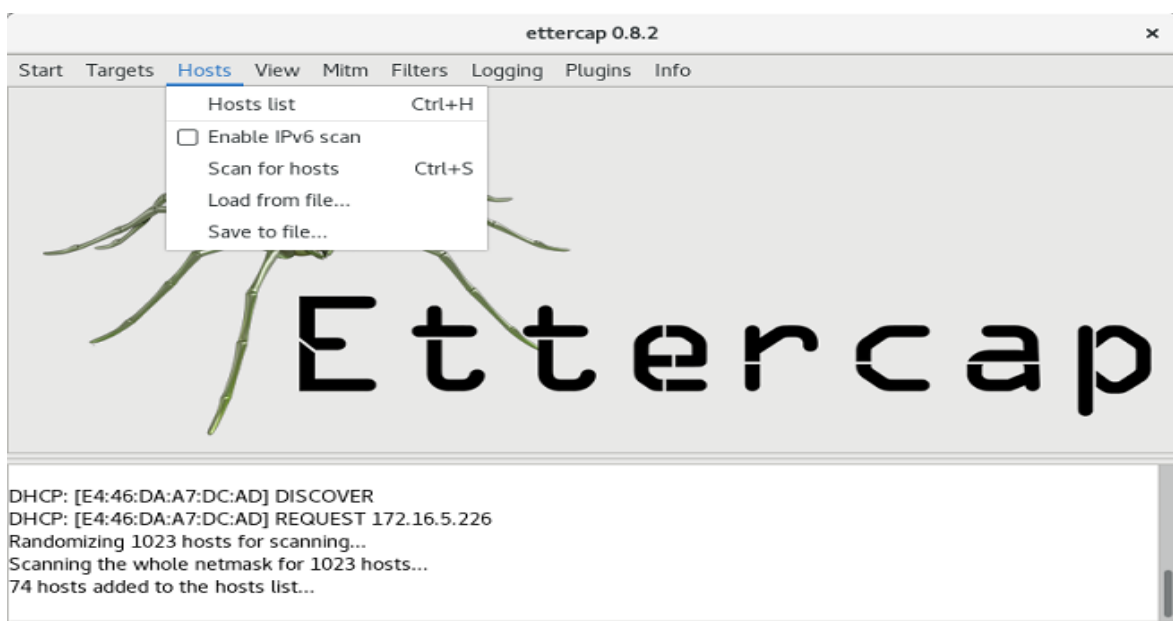 ettercap 0.8.2 ×
Start Targets Hosts View Mitm Filters Logging Plugins Info
Hosts list Ctrl+H
Enable IPv6 scan
Scan for hosts Ctrl+S
Load from file...
Save to file...
Ettercap
DHCP: [E4:46:DA:A7:DC:AD] DISCOVER
DHCP: [E4:46:DA:A7:DC:AD] REQUEST 172.16.5.226
Randomizing 1023 hosts for scanning...
Scanning the whole netmask for 1023 hosts...
74 hosts added to the hosts list...